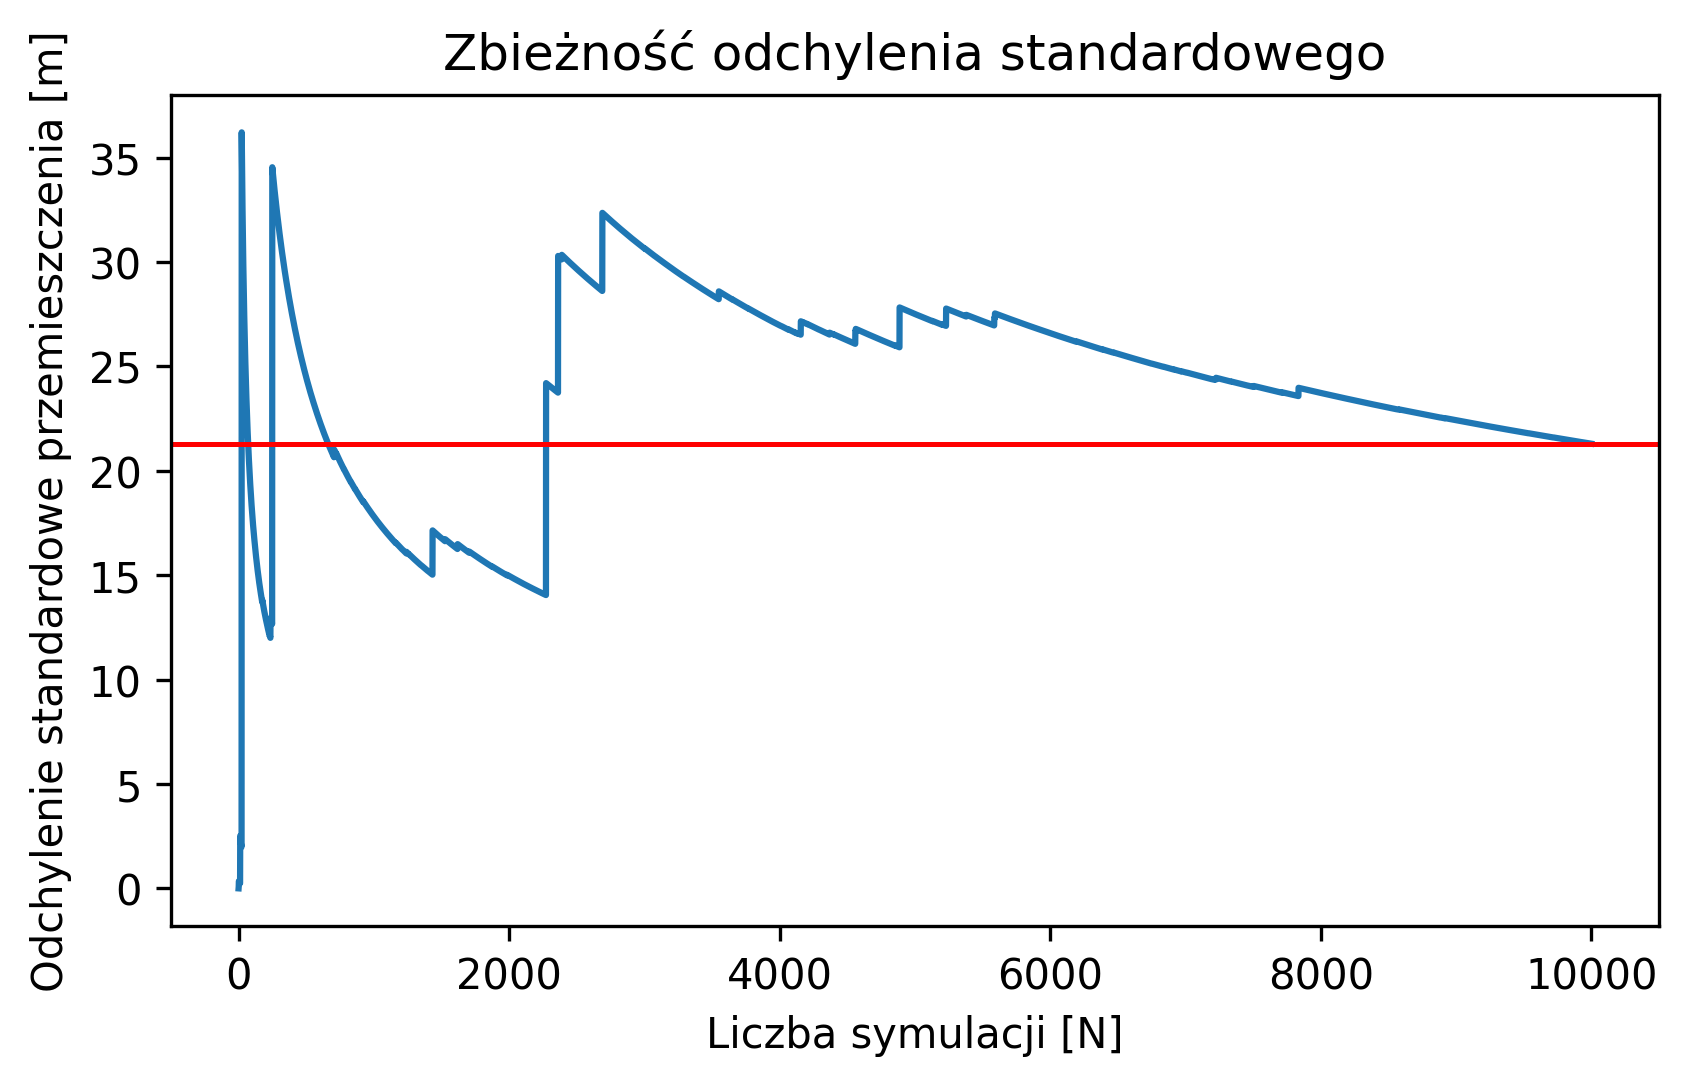 Zbieżność odchylenia standardowego
Odchylenie standardowe przemieszczenia [m]
35
30
25
20
15
10
5
0
0 2000 4000 6000 8000 10000
Liczba symulacji [N]